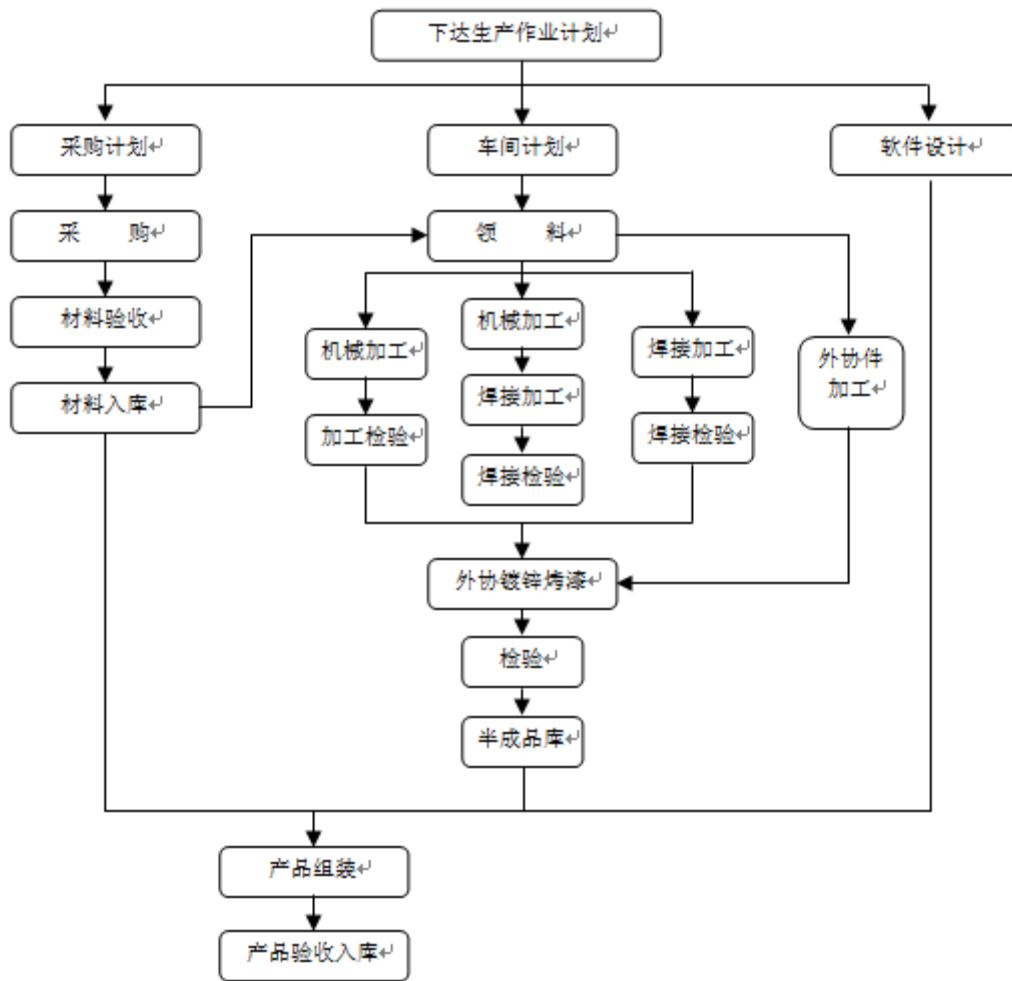 下达生产作业计划↵
采购计划↵
车间计划↵
软件设计↵
采 购↵
领 料↵
材料验收↵
机械加工↵
机械加工↵
焊接加工↵
外协件
加工↵
材料入库↵
焊接加工↵
加工检验↵
焊接检验↵
焊接检验↵
外协镀锌烤漆↵
检验↵
半成品库↵
产品组装↵
产品验收入库↵